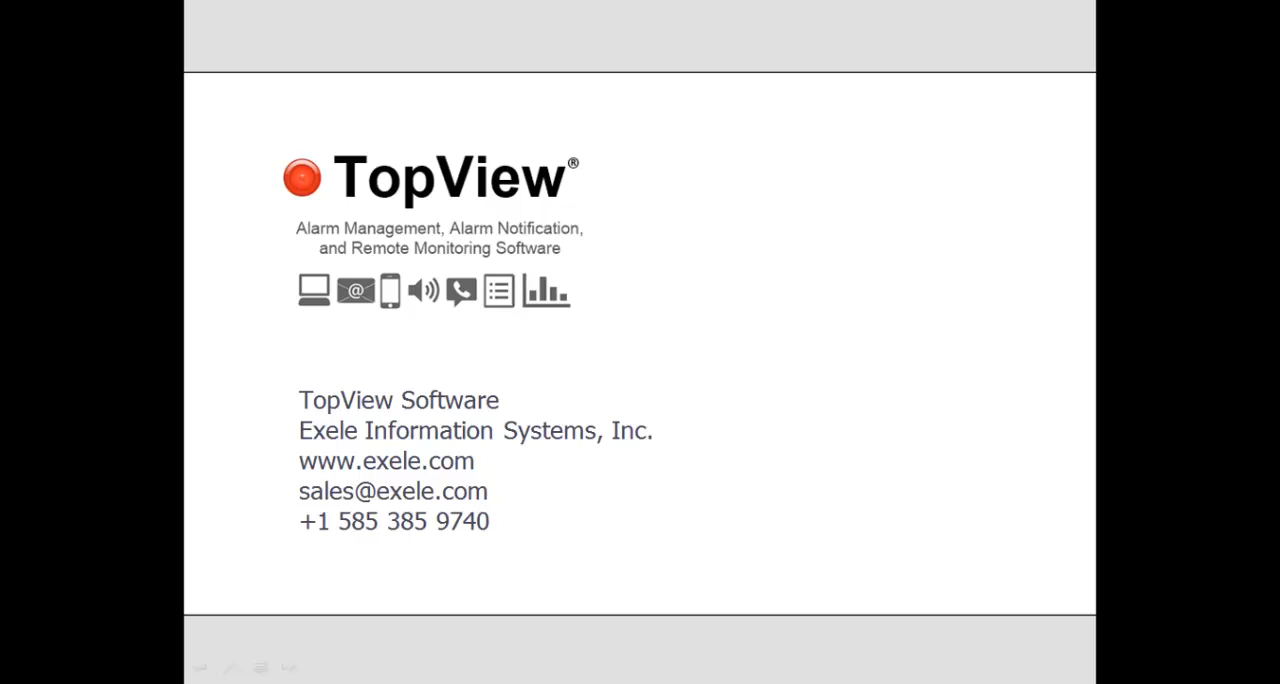 TopView®
Alarm Management, Alarm Notification,
and Remote Monitoring Software
@
TopView Software
Exele Information Systems, Inc.
www.exele.com
sales@exele.com
+1 585 385 9740